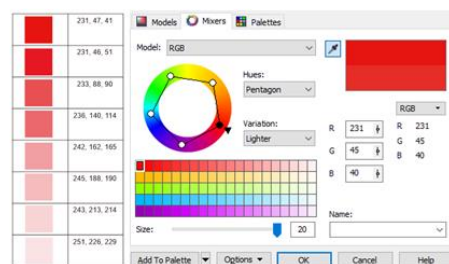 231, 47, 41
231, 46, 51
233, 88, 90
236, 140, 114
242, 162, 165
245, 188, 190
243, 213, 214
251, 226, 229
Models Mixers Palettes
Model: RGB
Hues:
Pentagon
Variation:
Lighter
RGB
R 231 R 231
G 45 G 45
B 40 B 40
Size: 20
Name:
Add To Palette Options OK Cancel Help